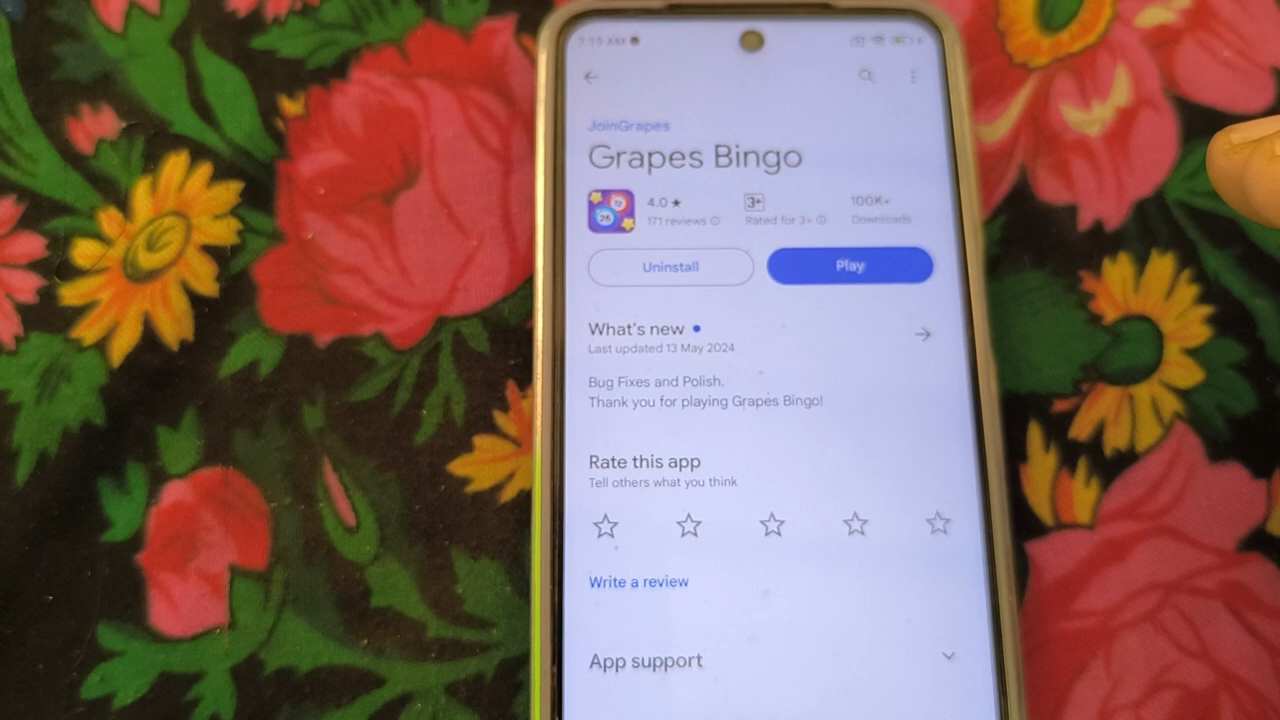 JoinGrapes
Grapes Bingo
4.0 ★
171 reviews
3+
Rated for 3+
100K+
Downloads
Uninstall
Play
What's new
Last updated 13 May 2024
Bug Fixes and Polish.
Thank you for playing Grapes Bingo!
Rate this app
Tell others what you think
Write a review
App support